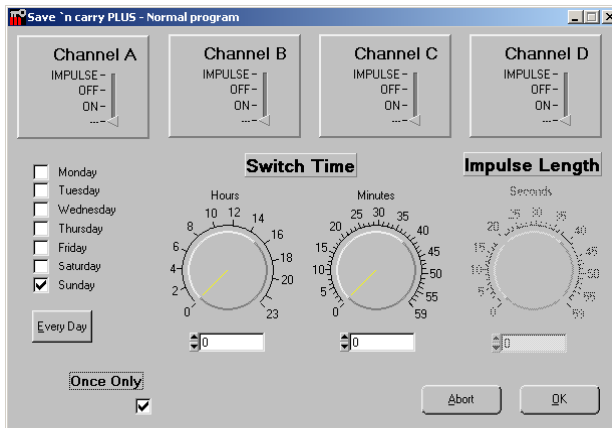 Save `n carry PLUS - Normal program
Channel A
IMPULSE -
OFF -
ON -
--- -
Channel B
IMPULSE -
OFF -
ON -
--- -
Channel C
IMPULSE -
OFF -
ON -
--- -
Channel D
IMPULSE -
OFF -
ON -
--- -
Monday
Tuesday
Wednesday
Thursday
Friday
Saturday
Sunday
Every Day
Once Only
Switch Time
Hours
0 2 4 6 8 10 12 14 16 18 20 23
0
Minutes
0 5 10 15 20 25 30 35 40 45 50 55 59
0
Impulse Length
Seconds
0 5 10 15 20 25 30 35 40 45 50 55 59
0
Abort
OK